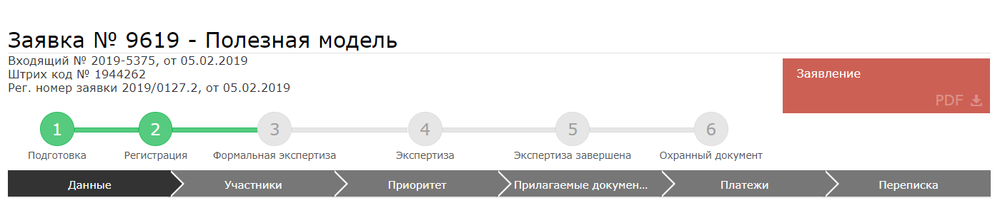 Заявка № 9619 - Полезная модель
Входящий № 2019-5375, от 05.02.2019
Штрих код № 1944262
Рег. номер заявки 2019/0127.2, от 05.02.2019
Заявление
PDF
1 2 3 4 5 6
Подготовка Регистрация Формальная экспертиза Экспертиза Экспертиза завершена Охранный документ
Данные Участники Приоритет Прилагаемые докумен... Платежи Переписка